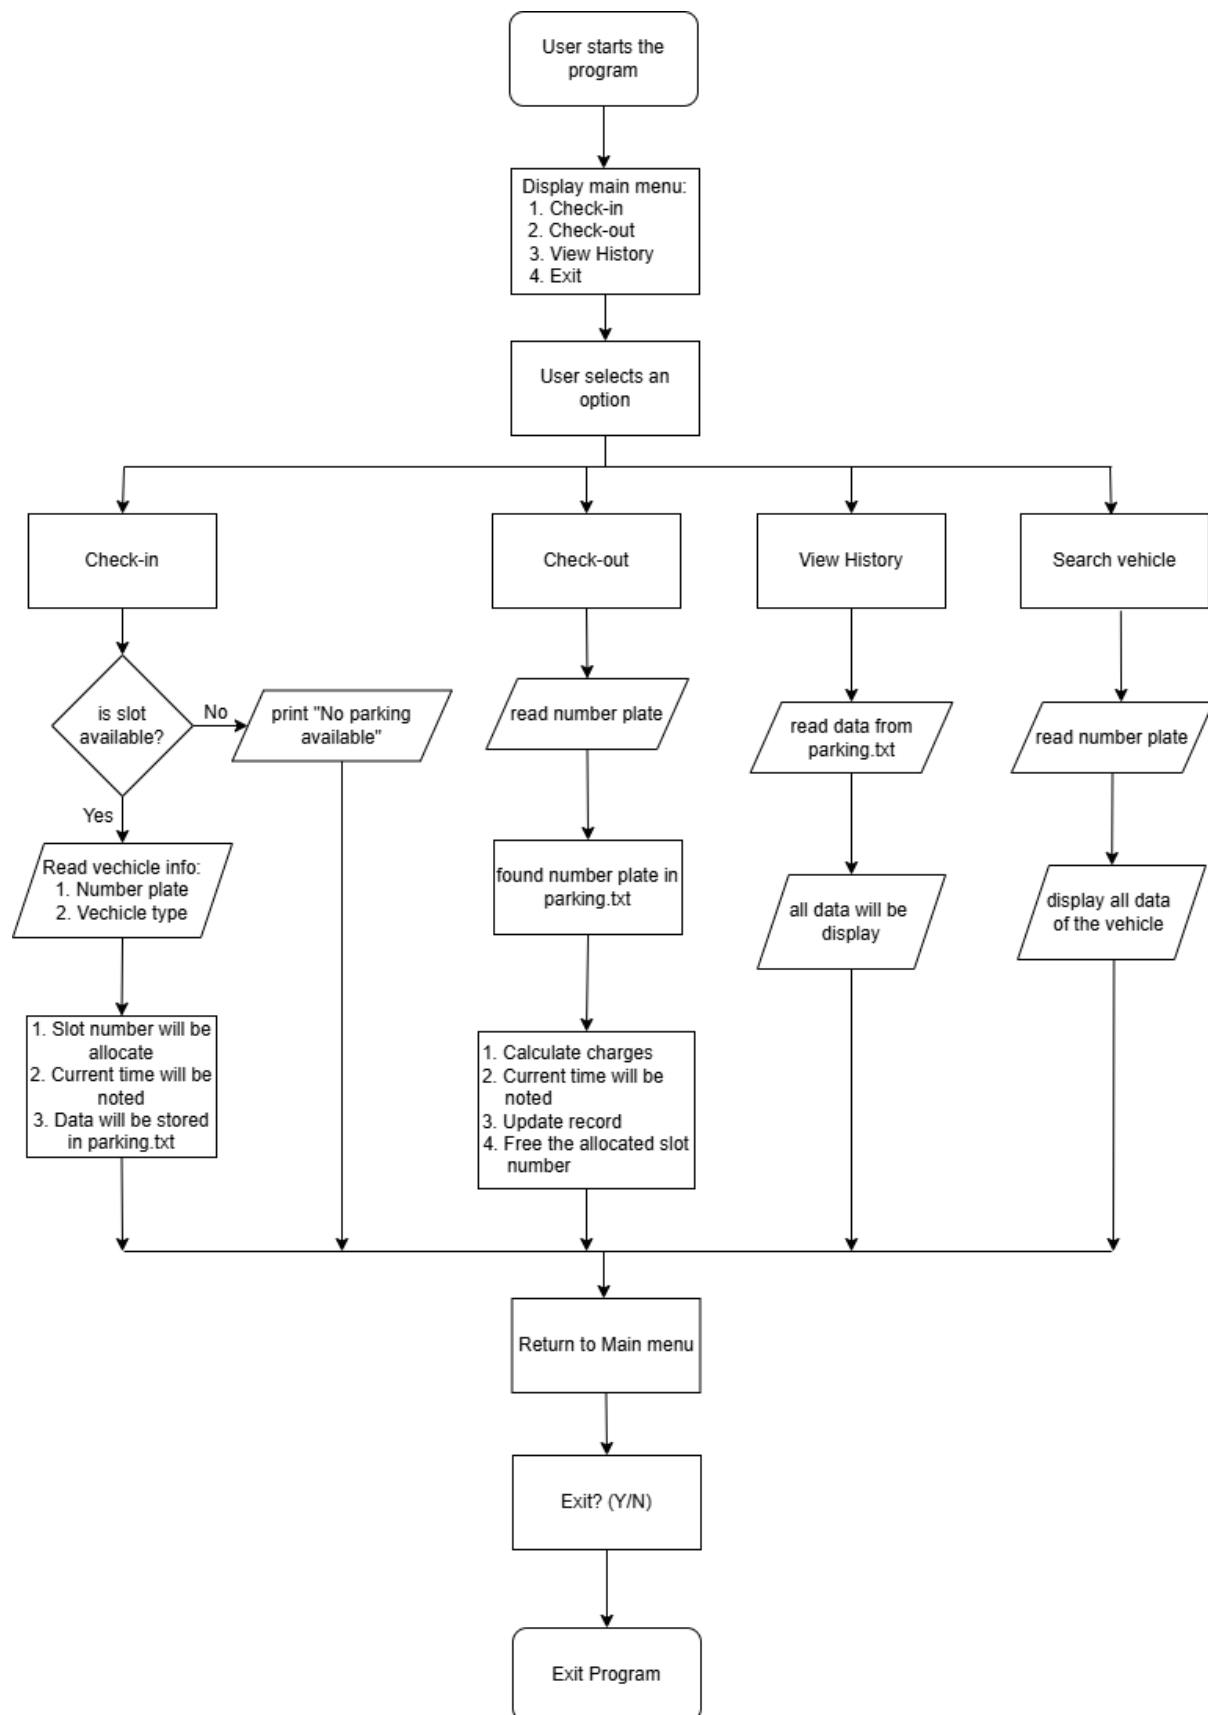 User starts the
program
Display main menu:
1. Check-in
2. Check-out
3. View History
4. Exit
User selects an
option
Check-in
Check-out
View History
Search vehicle
is slot
available?
No
print "No parking
available"
Yes
Read vechicle info:
1. Number plate
2. Vechicle type
1. Slot number will be
allocate
2. Current time will be
noted
3. Data will be stored
in parking.txt
read number plate
found number plate in
parking.txt
1. Calculate charges
2. Current time will be
noted
3. Update record
4. Free the allocated slot
number
read data from
parking.txt
all data will be
display
read number plate
display all data
of the vehicle
Return to Main menu
Exit? (Y/N)
Exit Program